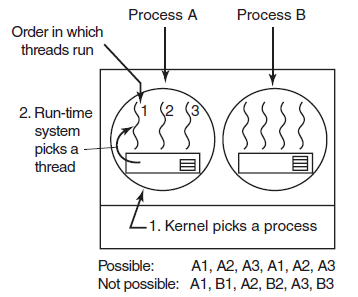 Process A
Process B
Order in which
threads run
1 2 3
2. Run-time
system
picks a
thread
1. Kernel picks a process
Possible: A1, A2, A3, A1, A2, A3
Not possible: A1, B1, A2, B2, A3, B3